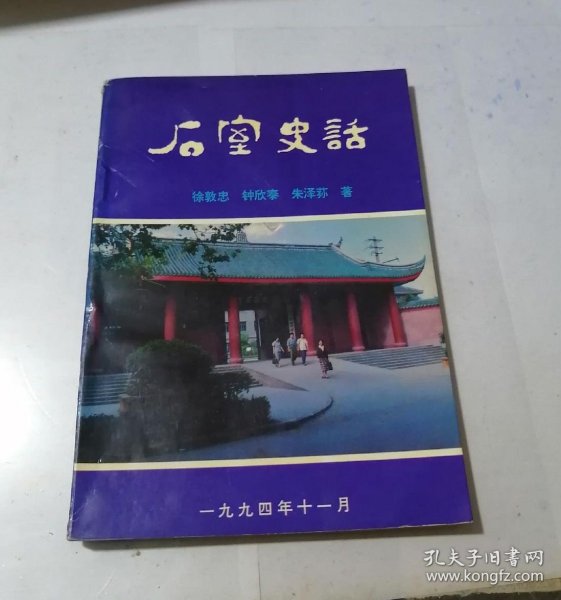 石室史話
徐敦忠 钟欣泰 朱泽荪 著
一九九四年十一月
孔夫子旧书网
www.kongfz.com